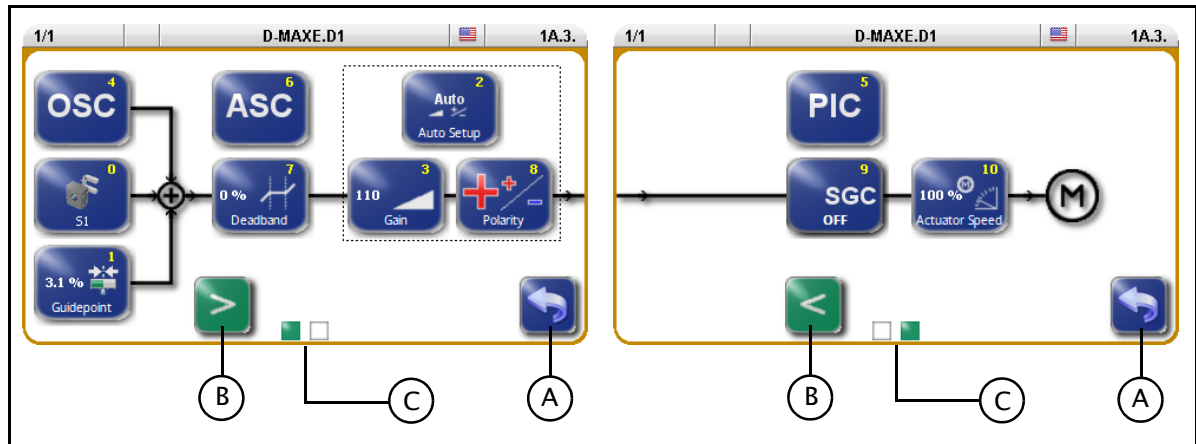 1/1 D-MAXE.D1 1A.3.
OSC 4
ASC 6
Auto 2
+/-
Auto Setup
0
S1
0 % 7
Deadband
110 3
Gain
8
+ + / -
Polarity
3.1 % 1
Guidepoint
>
B
C
A
1/1 D-MAXE.D1 1A.3.
PIC 5
9
SGC
OFF
100 % M 10
Actuator Speed
M
<
B
C
A